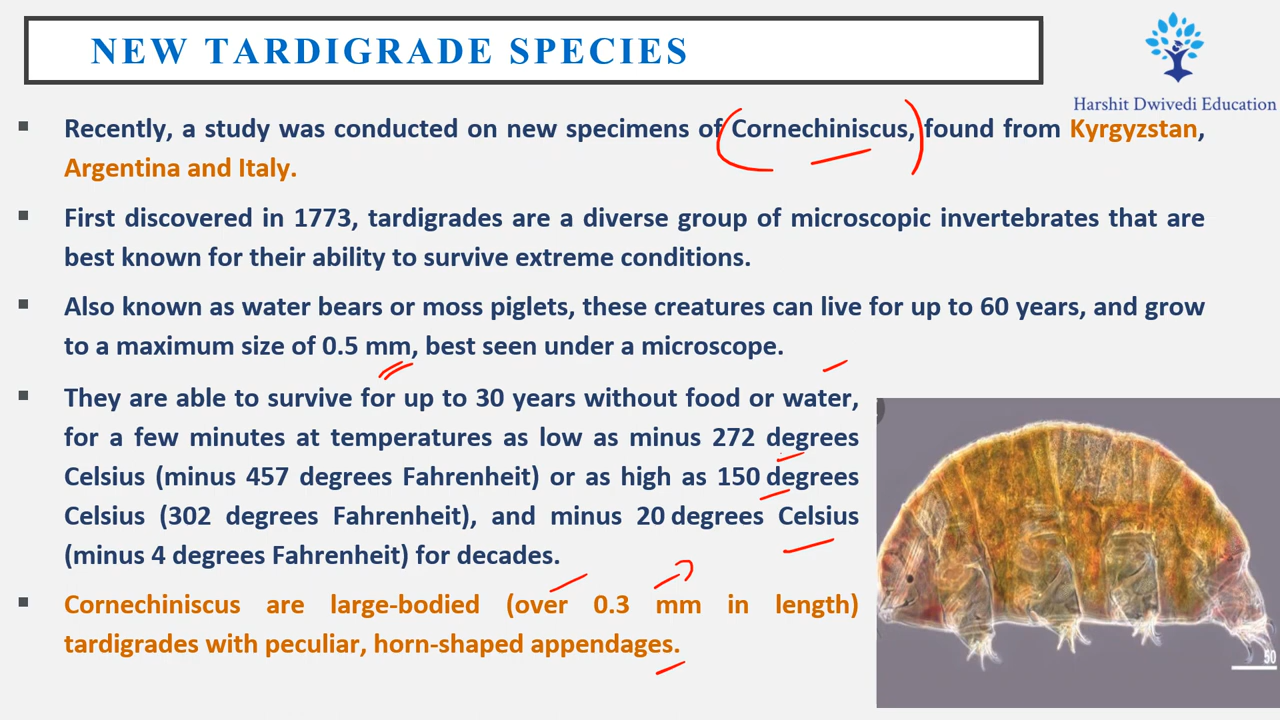 NEW TARDIGRADE SPECIES
Harshit Dwivedi Education
▪ Recently, a study was conducted on new specimens of Cornechiniscus, found from Kyrgyzstan,
Argentina and Italy.
▪ First discovered in 1773, tardigrades are a diverse group of microscopic invertebrates that are
best known for their ability to survive extreme conditions.
▪ Also known as water bears or moss piglets, these creatures can live for up to 60 years, and grow
to a maximum size of 0.5 mm, best seen under a microscope.
▪ They are able to survive for up to 30 years without food or water,
for a few minutes at temperatures as low as minus 272 degrees
Celsius (minus 457 degrees Fahrenheit) or as high as 150 degrees
Celsius (302 degrees Fahrenheit), and minus 20 degrees Celsius
(minus 4 degrees Fahrenheit) for decades.
▪ Cornechiniscus are large-bodied (over 0.3 mm in length)
tardigrades with peculiar, horn-shaped appendages.
50